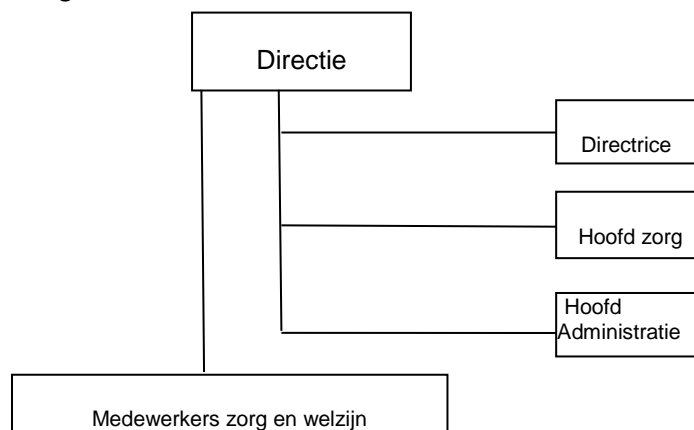 Directie
Directrice
Hoofd zorg
Hoofd
Administratie
Medewerkers zorg en welzijn